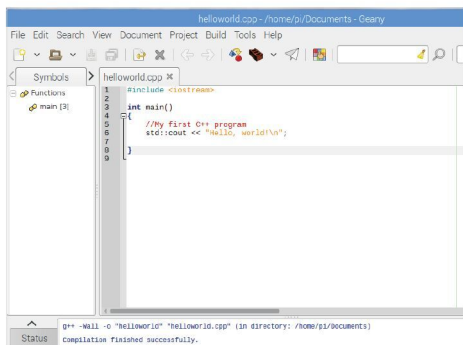 helloworld.cpp - /home/pi/Documents - Geany
File Edit Search View Document Project Build Tools Help
Symbols
helloworld.cpp
Functions
main [3]
1 #include <iostream>
2
3 int main()
4 {
5 //My first C++ program
6 std::cout << "Hello, world!\n";
7
8 }
9
g++ -Wall -o "helloworld" "helloworld.cpp" (in directory: /home/pi/Documents)
Status
Compilation finished successfully.